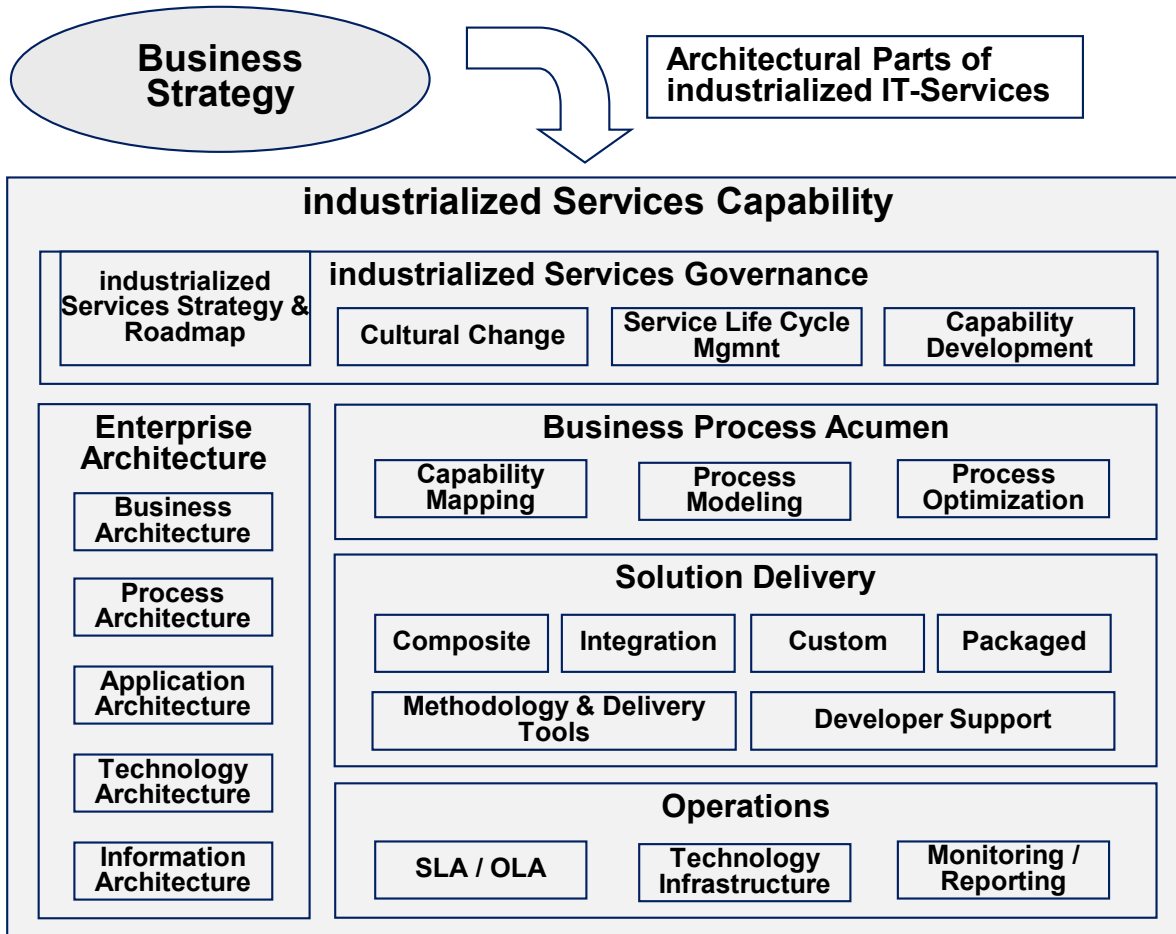 Business
Strategy
Architectural Parts of
industrialized IT-Services
industrialized Services Capability
industrialized
Services Strategy &
Roadmap
industrialized Services Governance
Cultural Change
Service Life Cycle
Mgmnt
Capability
Development
Enterprise
Architecture
Business
Architecture
Process
Architecture
Application
Architecture
Technology
Architecture
Information
Architecture
Business Process Acumen
Capability
Mapping
Process
Modeling
Process
Optimization
Solution Delivery
Composite
Integration
Custom
Packaged
Methodology & Delivery
Tools
Developer Support
Operations
SLA / OLA
Technology
Infrastructure
Monitoring /
Reporting